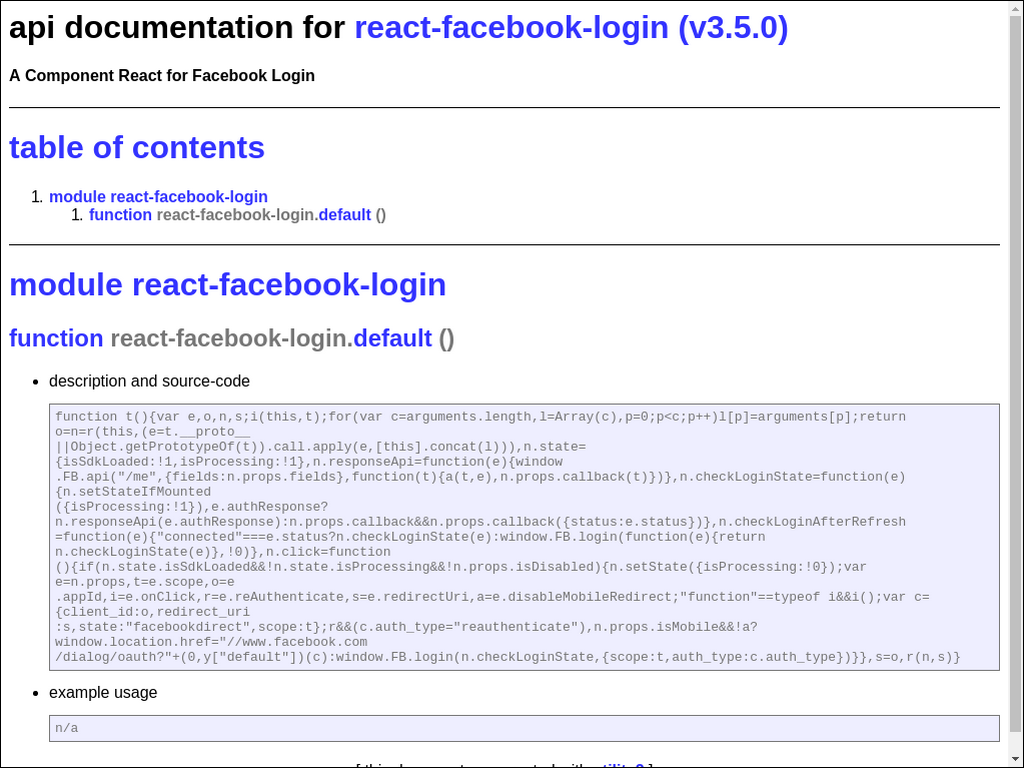 api documentation for react-facebook-login (v3.5.0)
A Component React for Facebook Login
table of contents
1. module react-facebook-login
1. function react-facebook-login.default ()
module react-facebook-login
function react-facebook-login.default ()
• description and source-code
function t(){var e,o,n,s;i(this,t);for(var c=arguments.length,l=Array(c),p=0;p<c;p++)l[p]=arguments[p];return
o=n=r(this,(e=t.__proto__
||Object.getPrototypeOf(t)).call.apply(e,[this].concat(l))),n.state=
{isSdkLoaded:!1,isProcessing:!1},n.responseApi=function(e){window
.FB.api("/me",{fields:n.props.fields},function(t){a(t,e),n.props.callback(t)})},n.checkLoginState=function(e)
{n.setStateIfMounted
({isProcessing:!1}),e.authResponse?
n.responseApi(e.authResponse):n.props.callback&&n.props.callback({status:e.status})},n.checkLoginAfterRefresh
=function(e){"connected"===e.status?n.checkLoginState(e):window.FB.login(function(e){return
n.checkLoginState(e)},!0)},n.click=function
(){if(n.state.isSdkLoaded&&!n.state.isProcessing&&!n.props.isDisabled){n.setState({isProcessing:!0});var
e=n.props,t=e.scope,o=e
.appId,i=e.onClick,r=e.reAuthenticate,s=e.redirectUri,a=e.disableMobileRedirect;"function"==typeof i&&i();var c=
{client_id:o,redirect_uri
:s,state:"facebookdirect",scope:t};r&&(c.auth_type="reauthenticate"),n.props.isMobile&&!a?
window.location.href="//www.facebook.com
/dialog/oauth?"+(0,y["default"])(c):window.FB.login(n.checkLoginState,{scope:t,auth_type:c.auth_type})}},s=o,r(n,s)}
• example usage
n/a